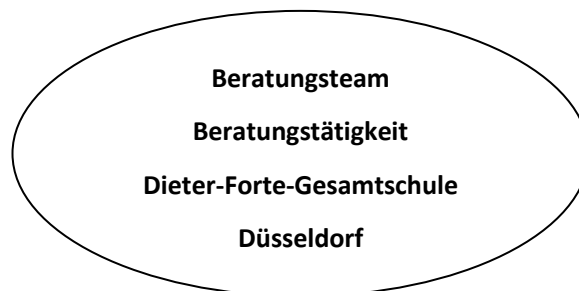 Beratungsteam
Beratungstätigkeit
Dieter-Forte-Gesamtschule
Düsseldorf